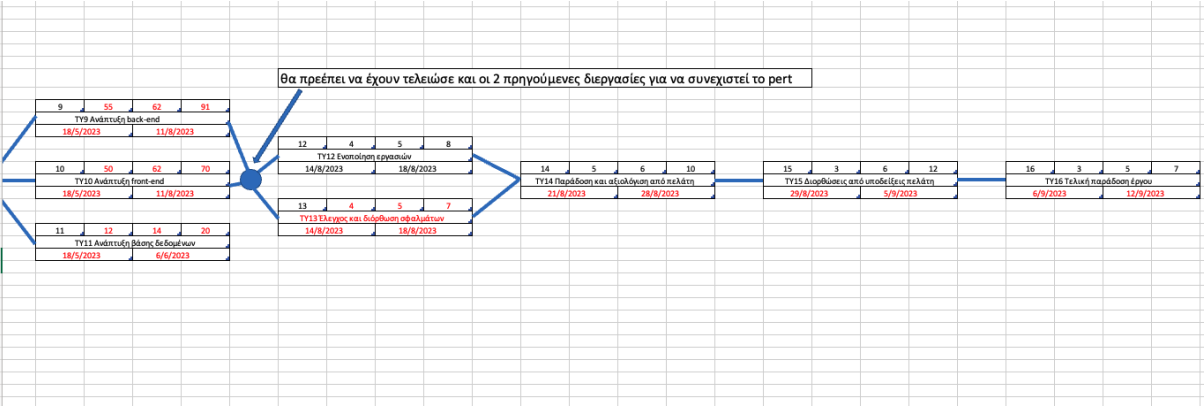 θα πρεέπει να έχουν τελειώσε και οι 2 πρηγούμενες διεργασίες για να συνεχιστεί το pert
9 55 62 91
ΤΥ9 Ανάπτυξη back-end
18/5/2023 11/8/2023
10 50 62 70
ΤΥ10 Ανάπτυξη front-end
18/5/2023 11/8/2023
11 12 14 20
ΤΥ11 Ανάπτυξη βάσης δεδομένων
18/5/2023 6/6/2023
12 4 5 8
ΤΥ12 Ενοποίηση εργασιών
14/8/2023 18/8/2023
13 4 5 7
ΤΥ13 Έλεγχος και διόρθωση σφαλμάτων
14/8/2023 18/8/2023
14 5 6 10
ΤΥ14 Παράδοση και αξιολόγιση από πελάτη
21/8/2023 28/8/2023
15 3 6 12
ΤΥ15 Διορθώσεις από υποδείξεις πελάτη
29/8/2023 5/9/2023
16 3 5 7
ΤΥ16 Τελική παράδοση έργου
6/9/2023 12/9/2023